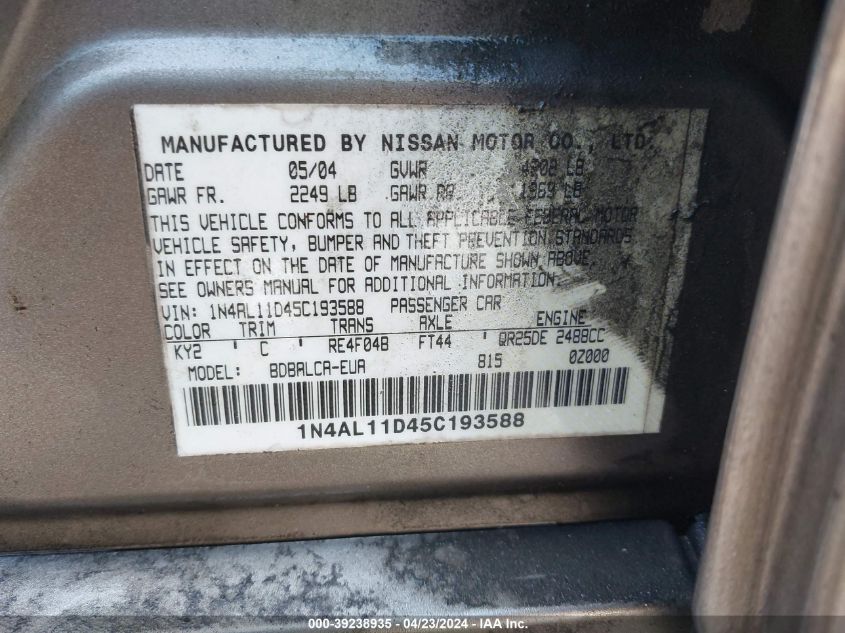 MANUFACTURED BY NISSAN MOTOR CO., LTD.
DATE 05/04 GVWR LB
GAWR FR. 2249 LB GAWR RR 1969 LB
THIS VEHICLE CONFORMS TO ALL APPLICABLE FEDERAL MOTOR
VEHICLE SAFETY, BUMPER AND THEFT PREVENTION STANDARDS
IN EFFECT ON THE DATE OF MANUFACTURE SHOWN ABOVE.
SEE OWNERS MANUAL FOR ADDITIONAL INFORMATION.
VIN: 1N4AL11D45C193588 PASSENGER CAR
COLOR TRIM TRANS AXLE ENGINE
KY2 ' C ' RE4F04B FT44 ' QR25DE 2488CC
MODEL: BDBALCA-EUA 815 0Z000
1N4AL11D45C193588
000-39238935 - 04/23/2024 - IAA Inc.